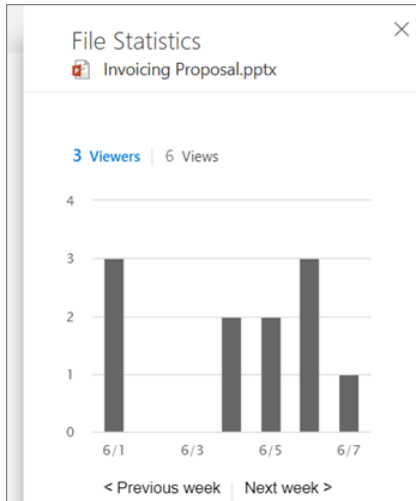 File Statistics
Invoicing Proposal.pptx
3 Viewers | 6 Views
4
3
2
1
0
6/1 6/3 6/5 6/7
< Previous week | Next week >